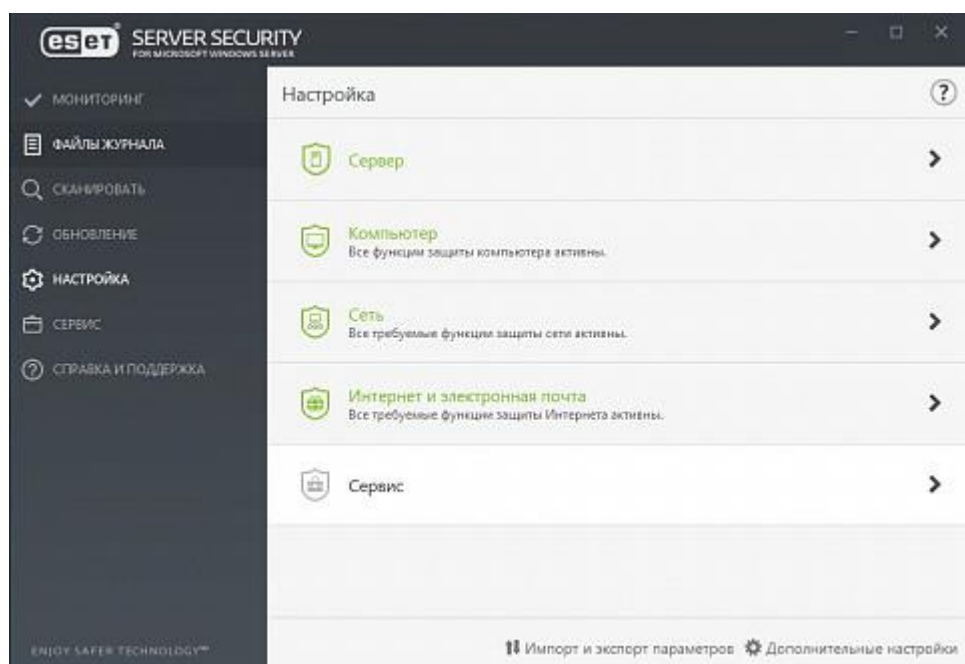 eset SERVER SECURITY
FOR MICROSOFT WINDOWS SERVER
МОНИТОРИНГ
ФАЙЛЫ ЖУРНАЛА
СКАНИРОВАТЬ
ОБНОВЛЕНИЕ
НАСТРОЙКА
СЕРВИС
СПРАВКА И ПОДДЕРЖКА
ENJOY SAFER TECHNOLOGY™
Настройка
?
Сервер
Компьютер
Все функции защиты компьютера активны.
Сеть
Все требуемые функции защиты сети активны.
Интернет и электронная почта
Все требуемые функции защиты Интернета активны.
Сервис
Импорт и экспорт параметров
Дополнительные настройки